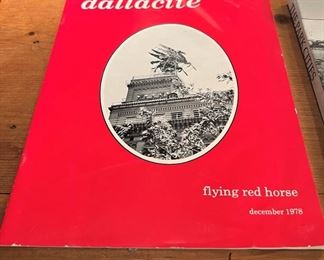 dallacite
flying red horse
december 1978